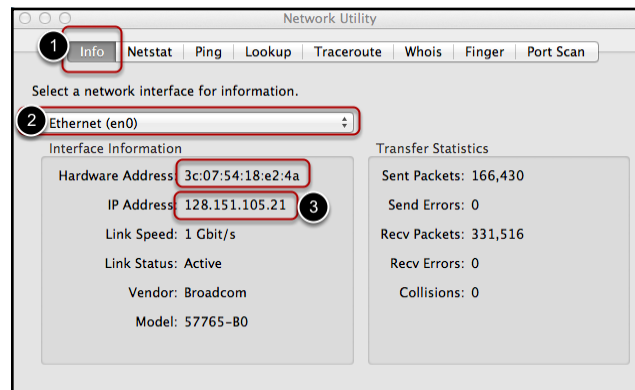 Network Utility
1
Info Netstat Ping Lookup Traceroute Whois Finger Port Scan
Select a network interface for information.
2
Ethernet (en0)
Interface Information
Hardware Address: 3c:07:54:18:e2:4a
IP Address: 128.151.105.21
3
Link Speed: 1 Gbit/s
Link Status: Active
Vendor: Broadcom
Model: 57765-B0
Transfer Statistics
Sent Packets: 166,430
Send Errors: 0
Recv Packets: 331,516
Recv Errors: 0
Collisions: 0